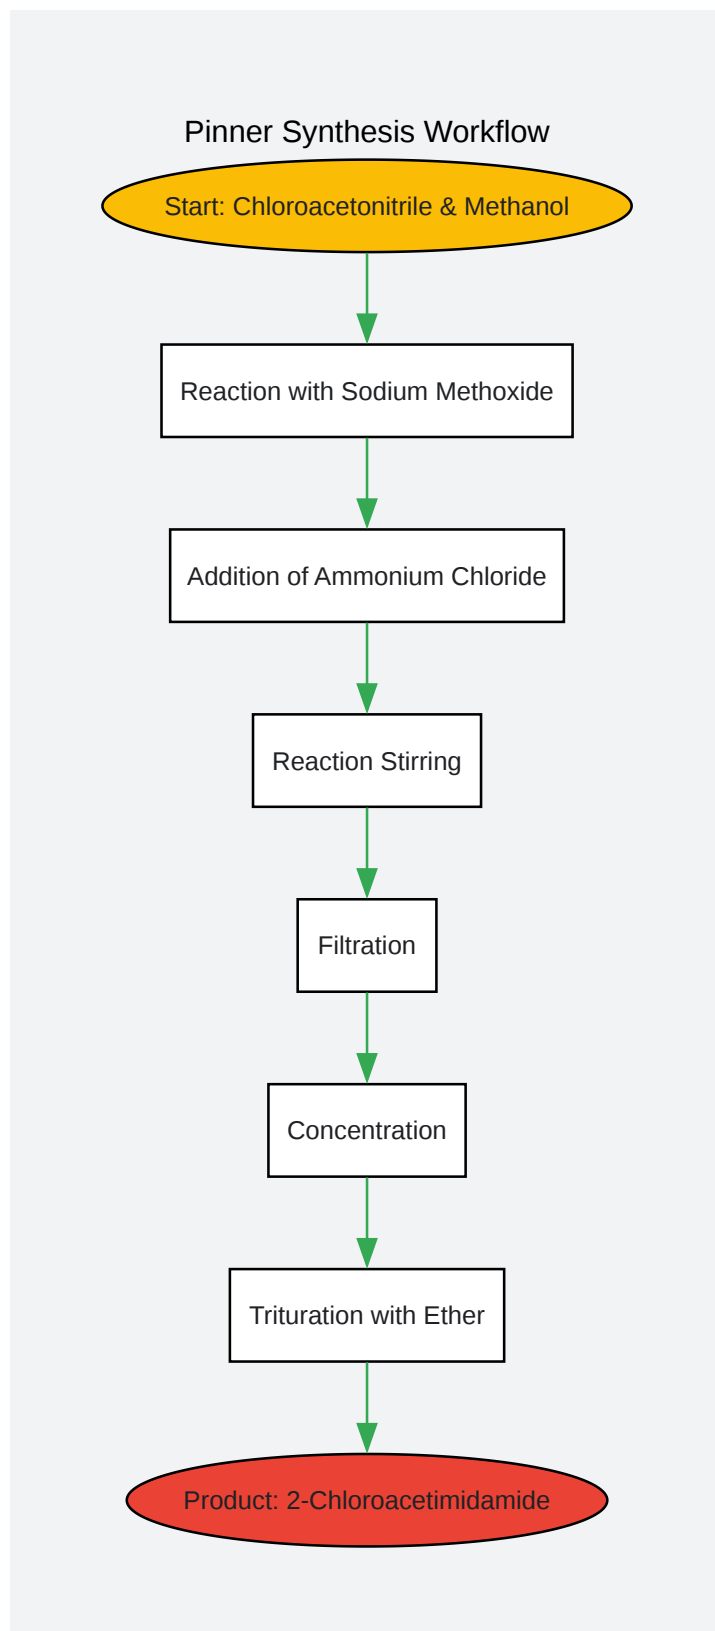 Pinner Synthesis Workflow
Start: Chloroacetonitrile & Methanol
Reaction with Sodium Methoxide
Addition of Ammonium Chloride
Reaction Stirring
Filtration
Concentration
Trituration with Ether
Product: 2-Chloroacetimidamide